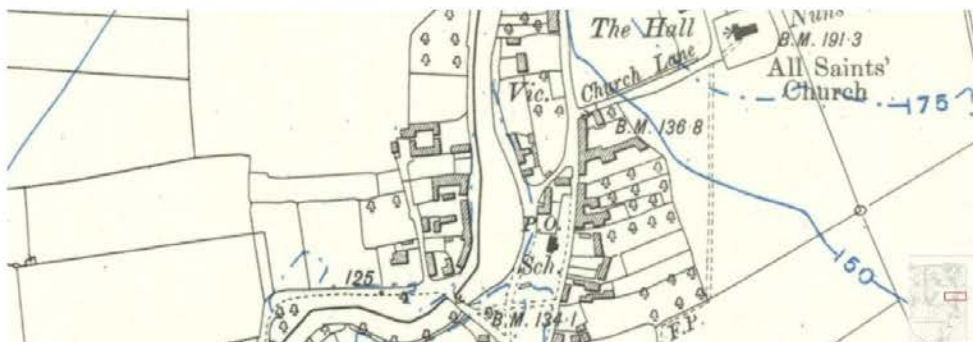 Nuns
The Hall
B.M. 191·3
Church Lane
All Saints'
Church
Vic.
175
B.M. 136·8
P.O.
Sch.
150
125
B.M. 134·1
F.P.